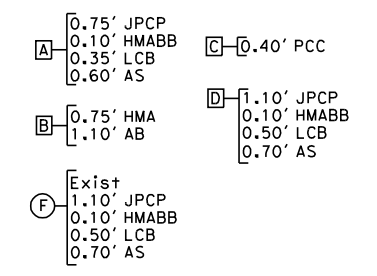 A
0.75' JPCP
0.10' HMABB
0.35' LCB
0.60' AS
C
0.40' PCC
B
0.75' HMA
1.10' AB
D
1.10' JPCP
0.10' HMABB
0.50' LCB
0.70' AS
F
Exist
1.10' JPCP
0.10' HMABB
0.50' LCB
0.70' AS